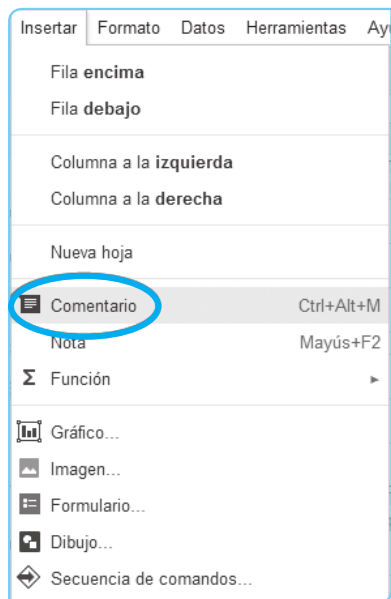 Insertar Formato Datos Herramientas Ay
Fila encima
Fila debajo
Columna a la izquierda
Columna a la derecha
Nueva hoja
Comentario Ctrl+Alt+M
Nota Mayús+F2
Σ Función ►
Gráfico...
Imagen...
Formulario...
Dibujo...
Secuencia de comandos...